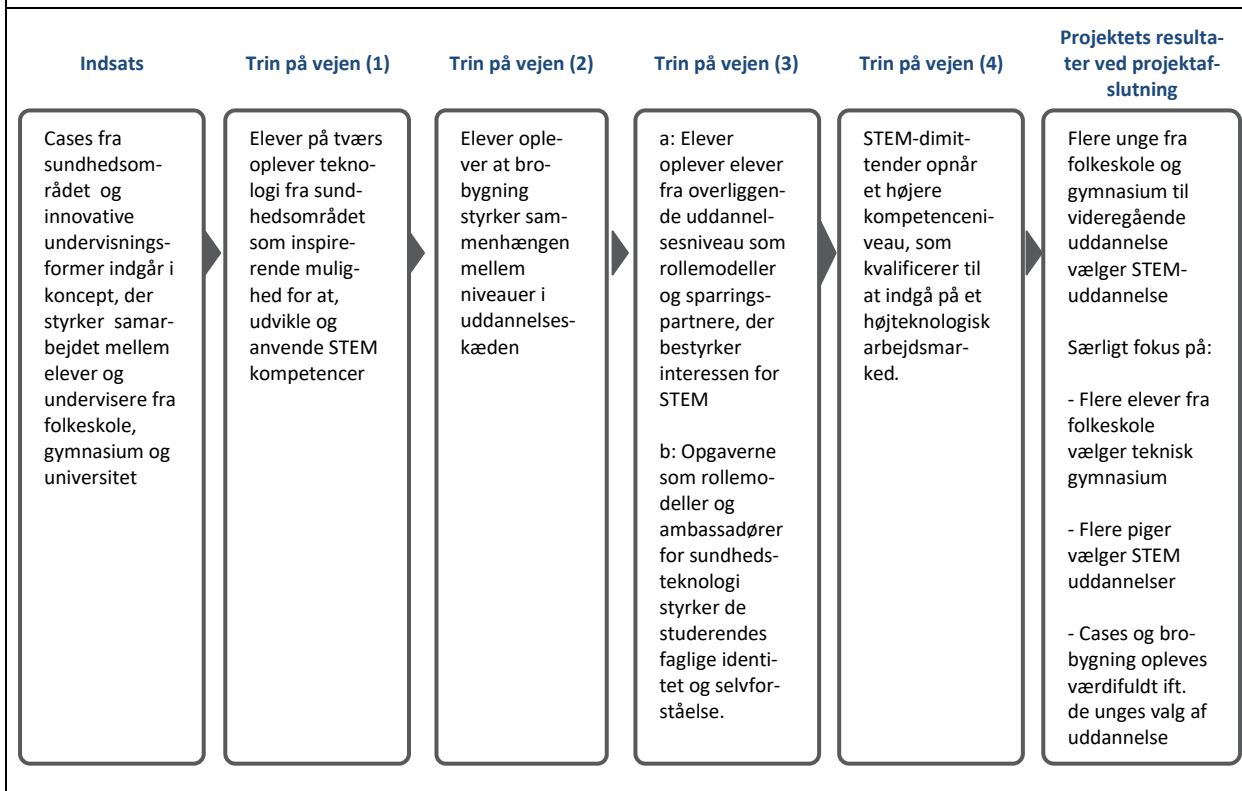 Indsats
Cases fra
sundhedsom-
rådet og
innovative
undervisnings-
former indgår i
koncept, der
styrker samar-
bejdet mellem
elever og
undervisere fra
folkeskole,
gymnasium og
universitet
Trin på vejen (1)
Elever på tværs
oplever tekno-
logi fra sund-
hedsområdet
som inspire-
rende mulig-
hed for at,
udvikle og
anvende STEM
kompetencer
Trin på vejen (2)
Elever ople-
ver at bro-
bygning
styrker sam-
menhængen
mellem
niveauer i
uddannelses-
kæden
Trin på vejen (3)
a: Elever
oplever elever
fra overliggen-
de uddannel-
sesniveau som
rollemodeller
og sparrings-
partnere, der
bestyrker
interessen for
STEM
b: Opgaverne
som rollemo-
deller og
ambassadører
for sundheds-
teknologi
styrker de
studerendes
faglige identi-
tet og selvfor-
ståelse.
Trin på vejen (4)
STEM-dimit-
tender opnår
et højere
kompetenceni-
veau, som
kvalificerer til
at indgå på et
højteknologisk
arbejdsmar-
ked.
Projektets resulta-
ter ved projektaf-
slutning
Flere unge fra
folkeskole og
gymnasium til
videregående
uddannelse
vælger STEM-
uddannelse
Særligt fokus på:
- Flere elever fra
folkeskole
vælger teknisk
gymnasium
- Flere piger
vælger STEM
uddannelser
- Cases og bro-
bygning opleves
værdifuldt ift.
de unges valg af
uddannelse